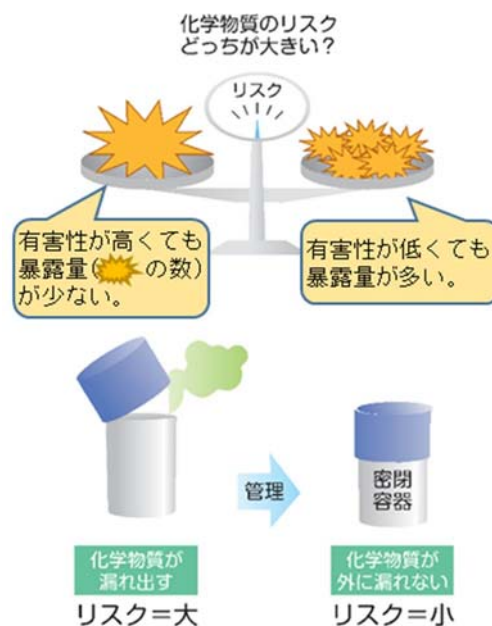 化学物質のリスク
どっちが大きい？
リスク
有害性が高くても
暴露量(の数)
が少ない。
有害性が低くても
暴露量が多い。
管理
密閉
容器
化学物質が
漏れ出す
化学物質が
外に漏れない
リスク＝大
リスク＝小